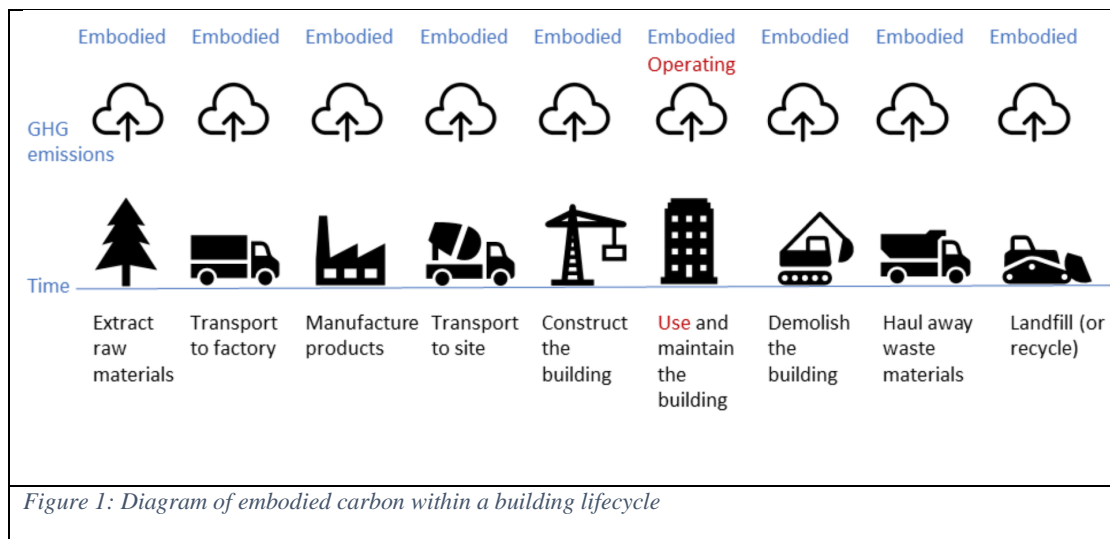 Embodied Embodied Embodied Embodied Embodied Embodied Embodied Embodied Embodied
Operating
GHG
emissions
Time
Extract
raw
materials
Transport
to factory
Manufacture
products
Transport
to site
Construct
the
building
Use and
maintain
the
building
Demolish
the
building
Haul away
waste
materials
Landfill (or
recycle)
Figure 1: Diagram of embodied carbon within a building lifecycle